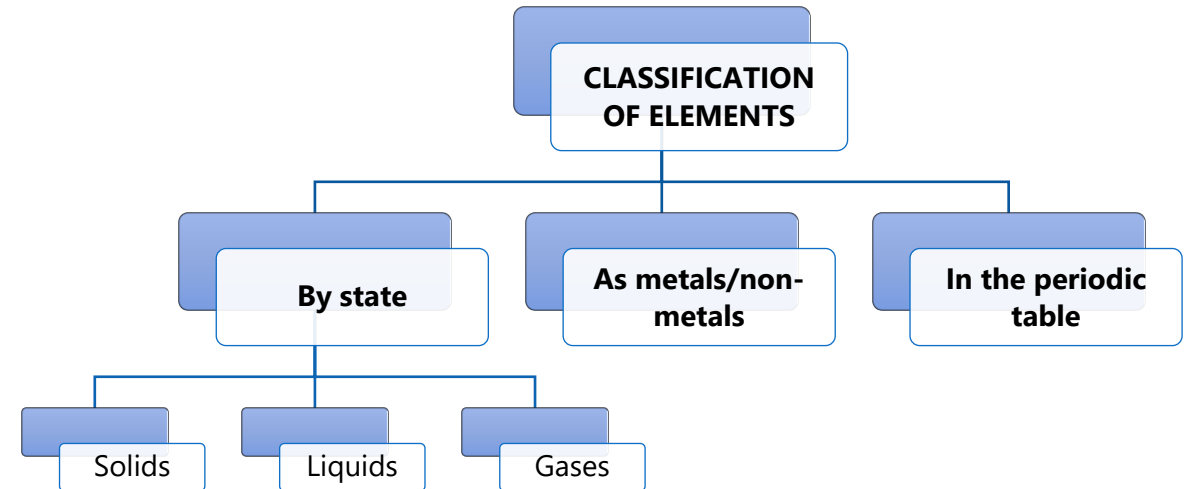 CLASSIFICATION
OF ELEMENTS
By state
As metals/non-
metals
In the periodic
table
Solids
Liquids
Gases